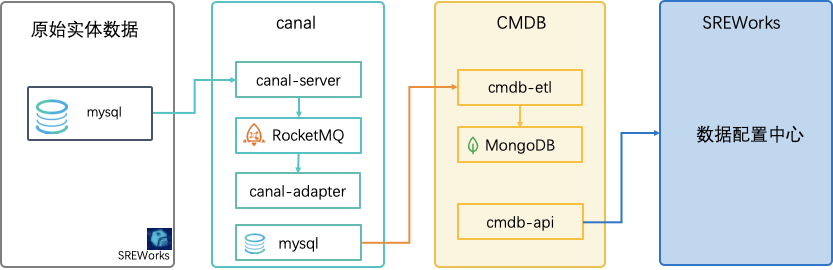 原始实体数据
mysql
SREWorks
canal
canal-server
RocketMQ
canal-adapter
mysql
CMDB
cmdb-etl
MongoDB
cmdb-api
SREWorks
数据配置中心